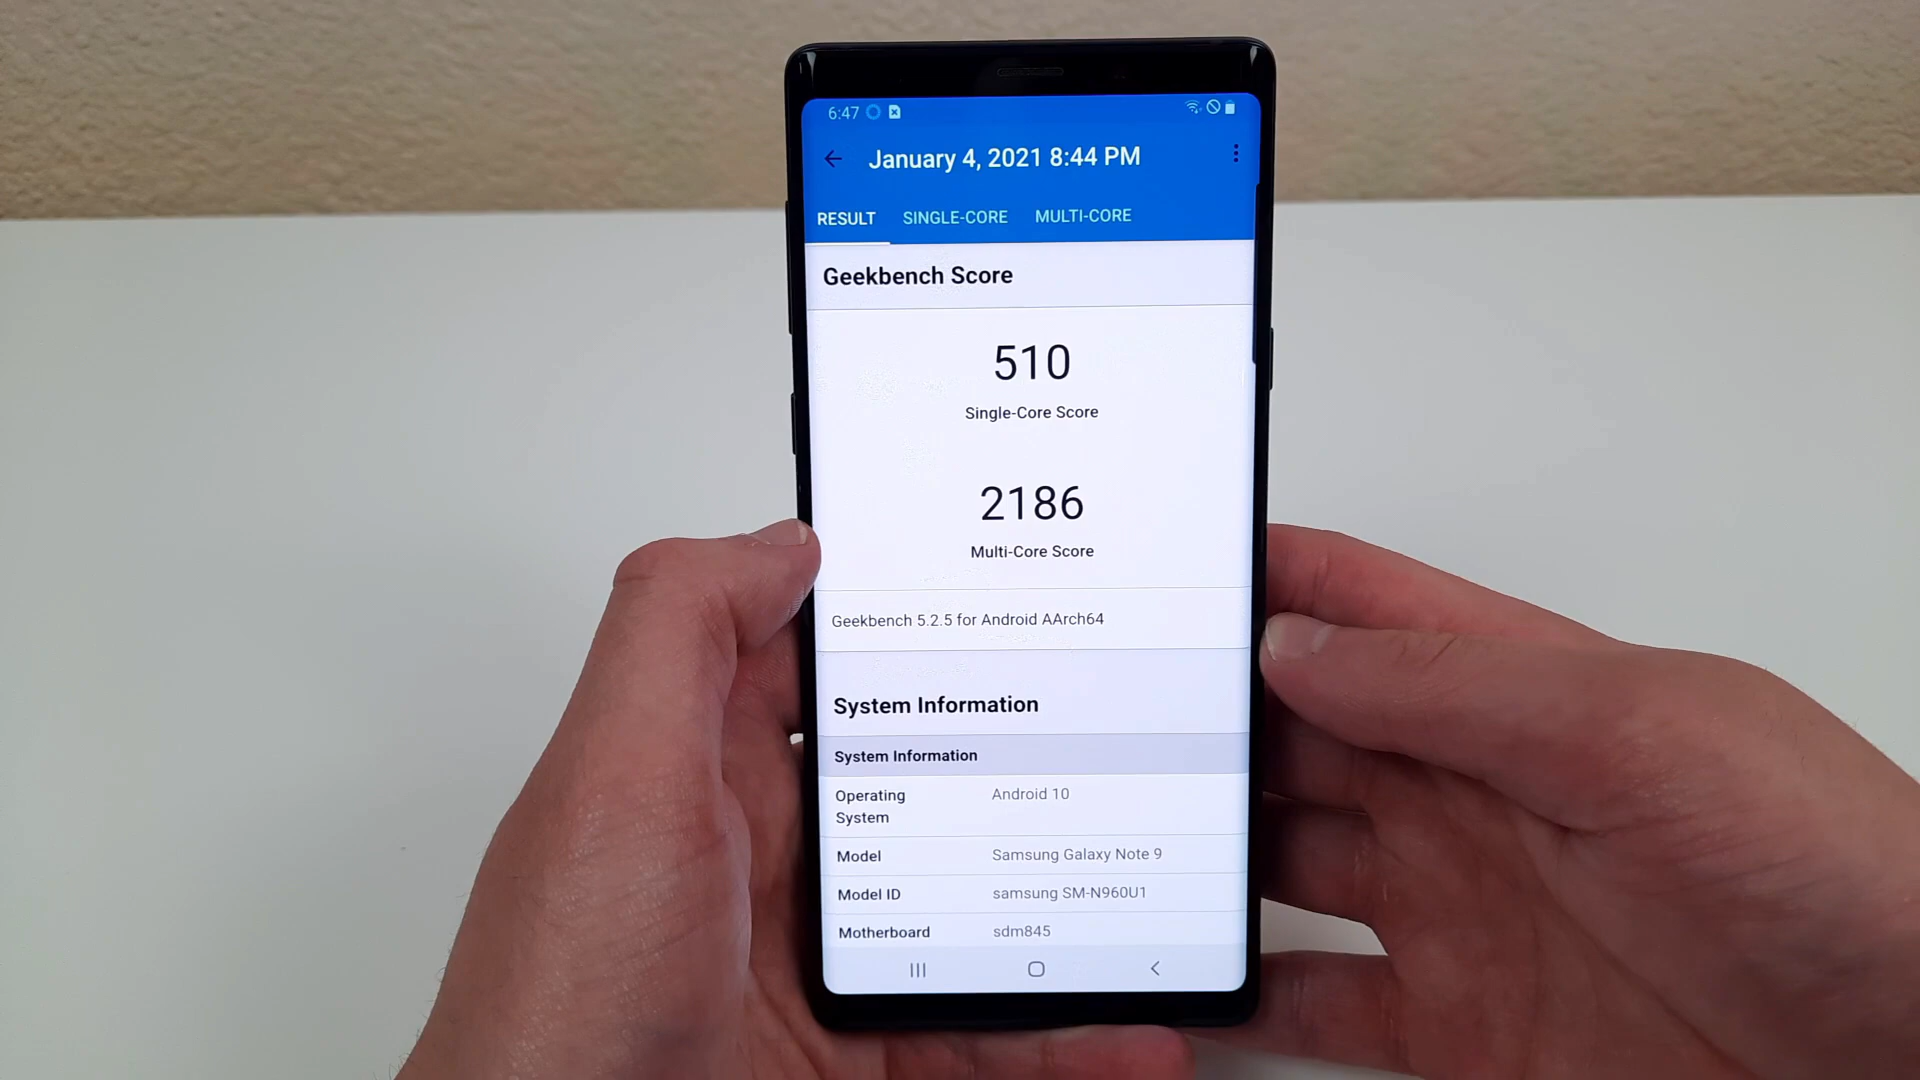 6:47
January 4, 2021 8:44 PM
RESULT SINGLE-CORE MULTI-CORE
Geekbench Score
510
Single-Core Score
2186
Multi-Core Score
Geekbench 5.2.5 for Android AArch64
System Information
System Information
Operating System Android 10
Model Samsung Galaxy Note 9
Model ID samsung SM-N960U1
Motherboard sdm845